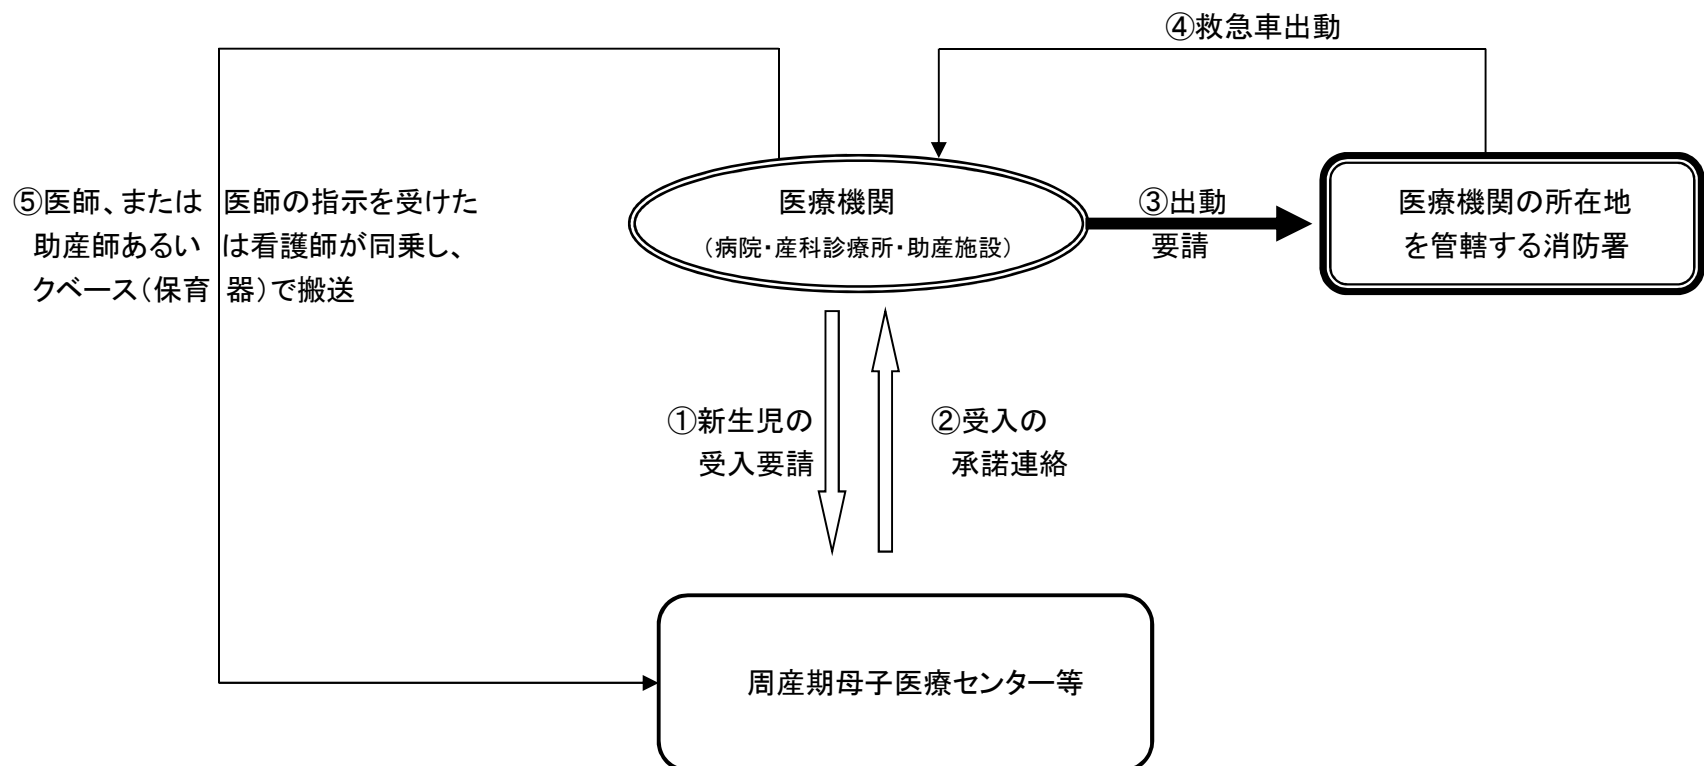 ④救急車出動
⑤医師、または医師の指示を受けた
助産師あるいは看護師が同乗し、
クベース(保育器)で搬送
医療機関
(病院・産科診療所・助産施設)
③出動
要請
医療機関の所在地
を管轄する消防署
①新生児の
受入要請
②受入の
承諾連絡
周産期母子医療センター等